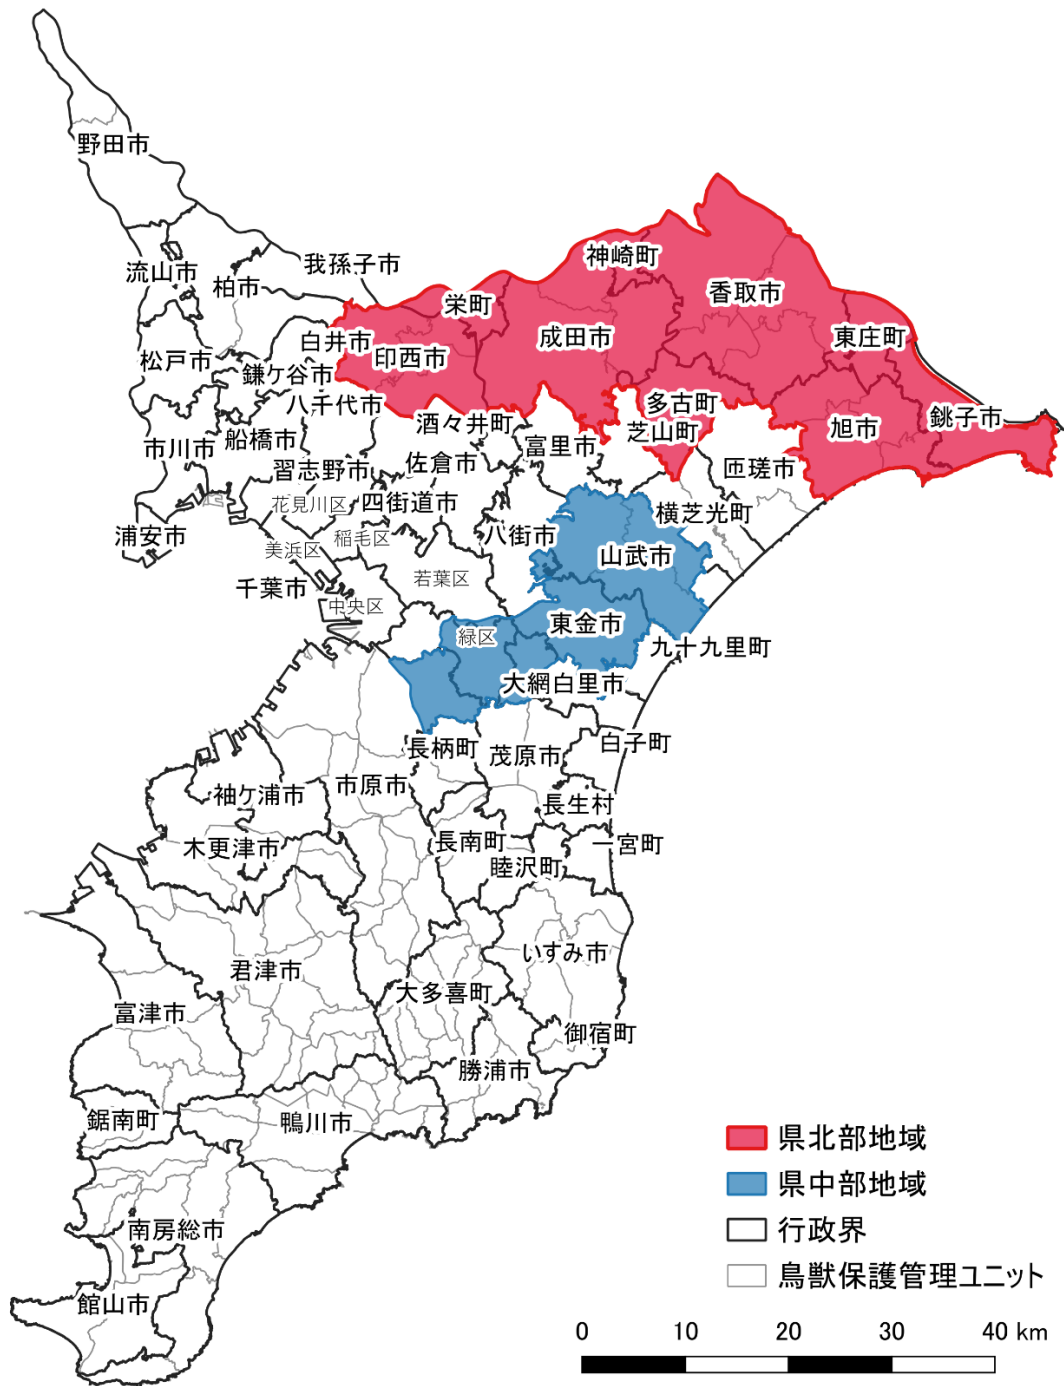 野田市
神崎町
我孫子市
流山市
柏市
香取市
栄町
成田市
東庄町
白井市
印西市
松戸市
鎌ケ谷市
多古町
八千代市
銚子市
酒々井町
芝山町
旭市
船橋市
市川市
富里市
佐倉市
匝瑳市
習志野市
花見川区
四街道市
横芝光町
浦安市
稲毛区
八街市
美浜区
山武市
若葉区
千葉市
中央区
東金市
緑区
九十九里町
大網白里市
白子町
長柄町
茂原市
市原市
袖ケ浦市
長生村
長南町
一宮町
木更津市
睦沢町
いすみ市
君津市
大多喜町
富津市
御宿町
勝浦市
鋸南町
鴨川市
南房総市
館山市
県北部地域
県中部地域
行政界
鳥獣保護管理ユニット
0 10 20 30 40 km